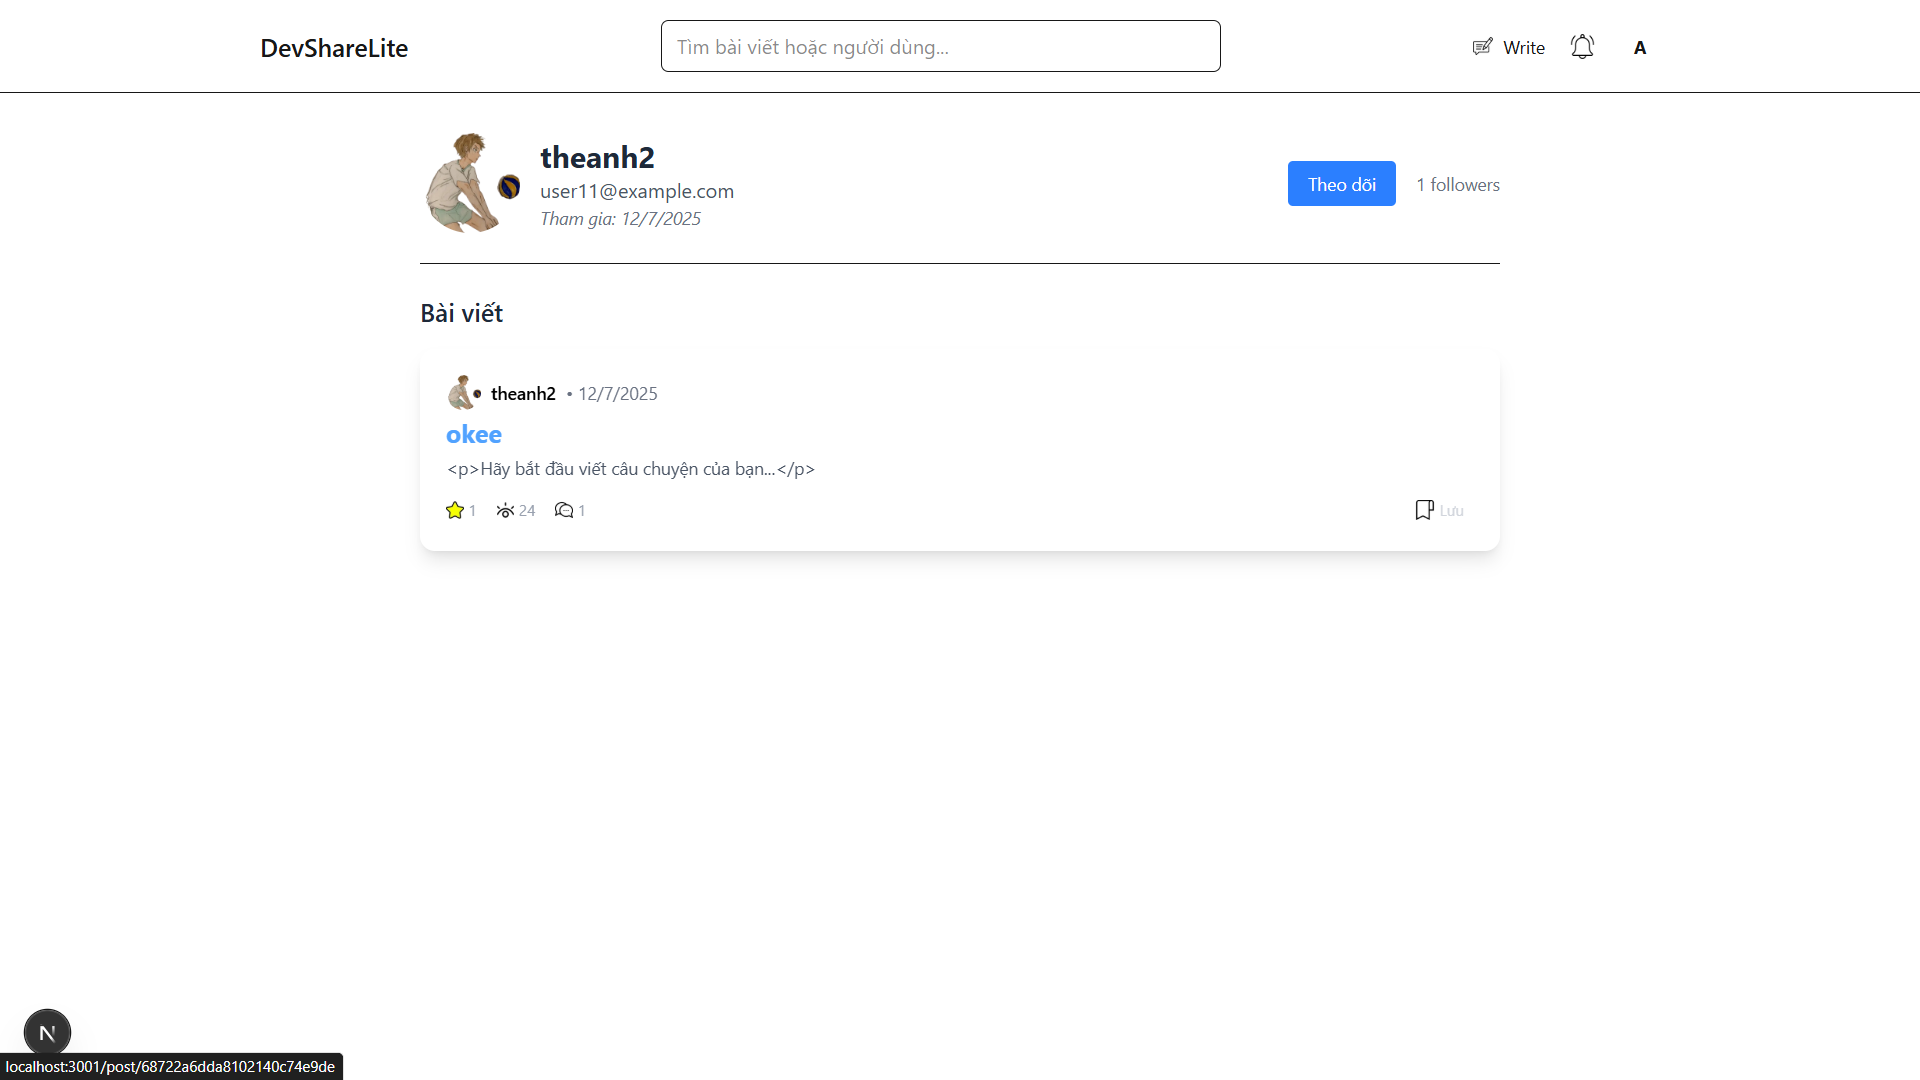 DevShareLite
Tìm bài viết hoặc người dùng...
Write
A
theanh2
user11@example.com
Tham gia: 12/7/2025
Theo dõi
1 followers
Bài viết
theanh2 • 12/7/2025
okee
<p>Hãy bắt đầu viết câu chuyện của bạn...</p>
1 24 1 Lưu
N
localhost:3001/post/68722a6dda8102140c74e9de